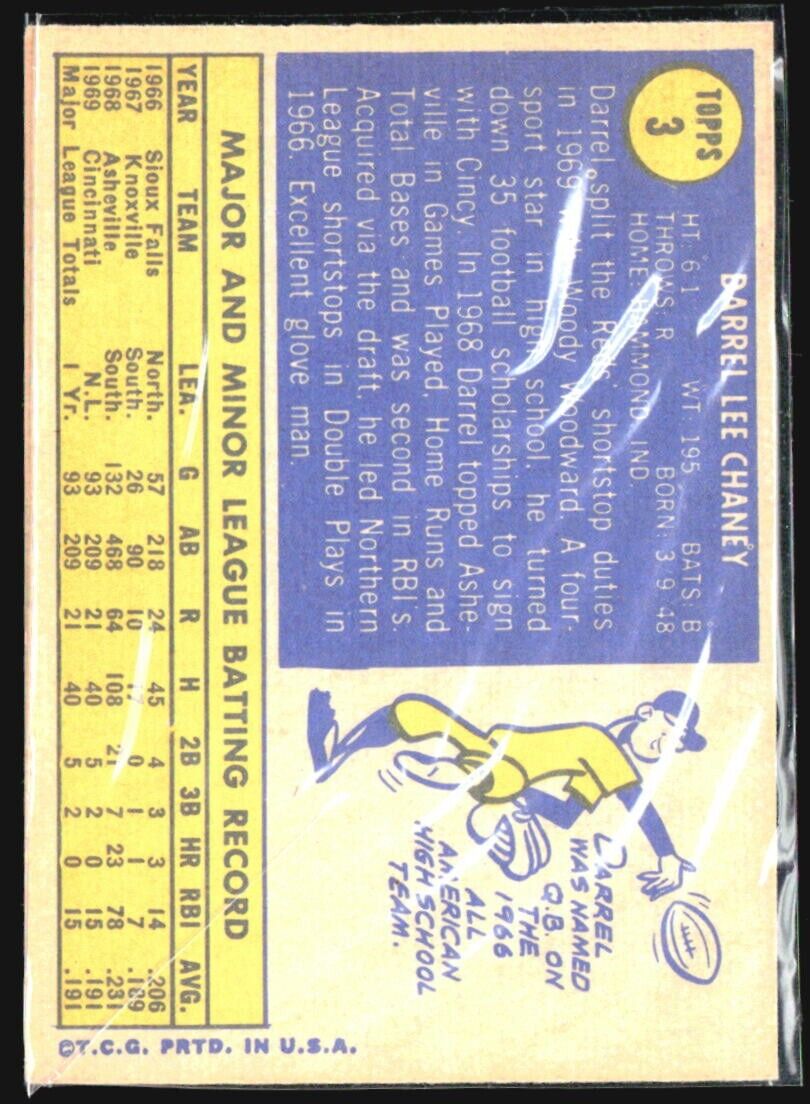 TOPPS
3
DARREL LEE CHANEY
HT: 6 1 WT: 195 BATS: B
THROWS: R BORN: 3 9 48
HOME: HAMMOND, IND.
Darrel split the Reds' shortstop duties
in 1969 with Woody Woodward. A four-
sport star in high school, he turned
down 35 football scholarships to sign
with Cincy. In 1968 Darrel topped Ashe-
ville in Games Played, Home Runs and
Total Bases and was second in RBI's.
Acquired via the draft, he led Northern
League shortstops in Double Plays in
1966. Excellent glove man.
DARREL
WAS NAMED
Q.B. ON
THE
1966
ALL
AMERICAN
HIGH SCHOOL
TEAM.
MAJOR AND MINOR LEAGUE BATTING RECORD
YEAR TEAM LEA. G AB R H 2B 3B HR RBI AVG.
1966 Sioux Falls North. 57 218 24 45 4 3 3 14 .206
1967 Knoxville South. 26 90 10 17 0 1 1 7 .189
1968 Asheville South. 132 468 64 108 21 7 23 78 .231
1969 Cincinnati N.L. 93 209 21 40 5 2 0 15 .191
Major League Totals 1 Yr. 93 209 21 40 5 2 0 15 .191
©T.C.G. PRTD. IN U.S.A.